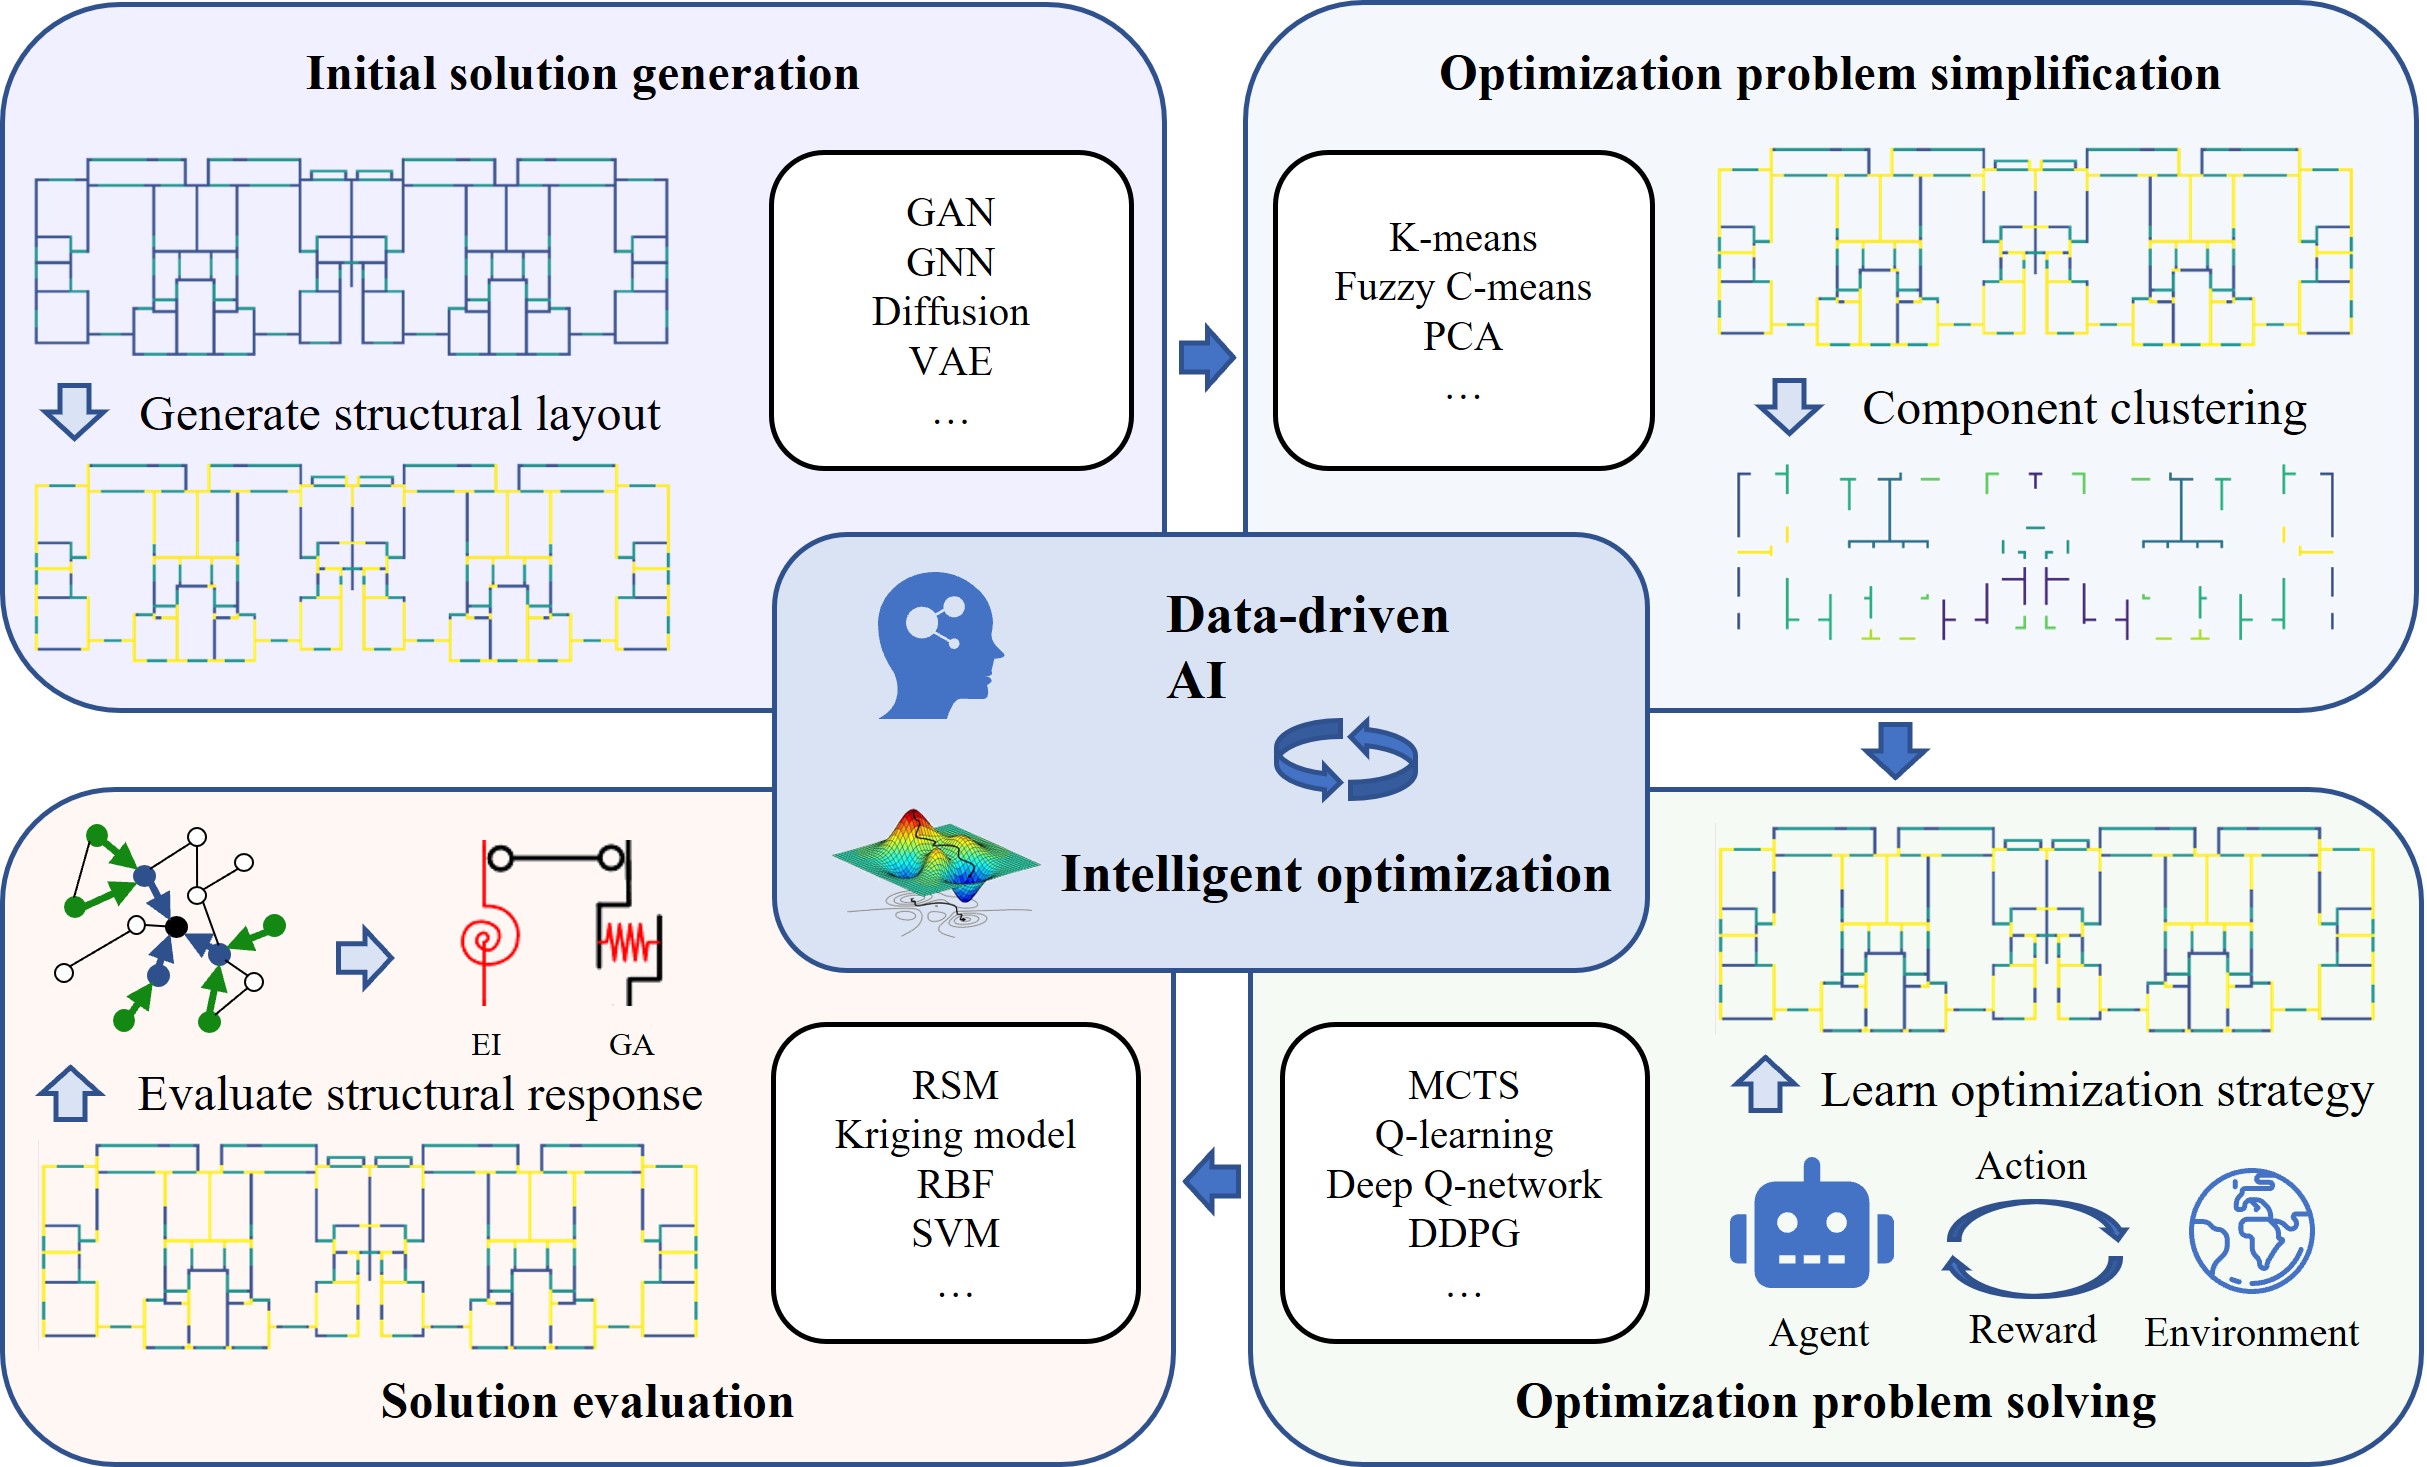 Initial solution generation
GAN
GNN
Diffusion
VAE
…
Generate structural layout
Optimization problem simplification
K-means
Fuzzy C-means
PCA
…
Component clustering
Data-driven
AI
Intelligent optimization
EI
GA
Evaluate structural response
RSM
Kriging model
RBF
SVM
…
Solution evaluation
MCTS
Q-learning
Deep Q-network
DDPG
…
Learn optimization strategy
Action
Agent
Reward
Environment
Optimization problem solving